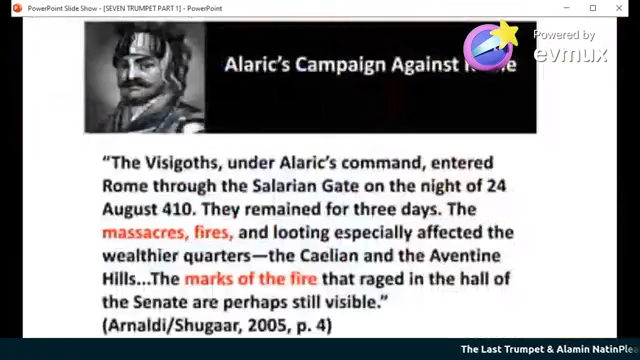 PowerPoint Slide Show - [SEVEN TRUMPET PART 1] - PowerPoint
Powered by
evmux
Alaric's Campaign Against
"The Visigoths, under Alaric's command, entered
Rome through the Salarian Gate on the night of 24
August 410. They remained for three days. The
massacres, fires, and looting especially affected the
wealthier quarters—the Caelian and the Aventine
Hills...The marks of the fire that raged in the hall of
the Senate are perhaps still visible."
(Arnaldi/Shugaar, 2005, p. 4)
The Last Trumpet & Alamin NatinPle